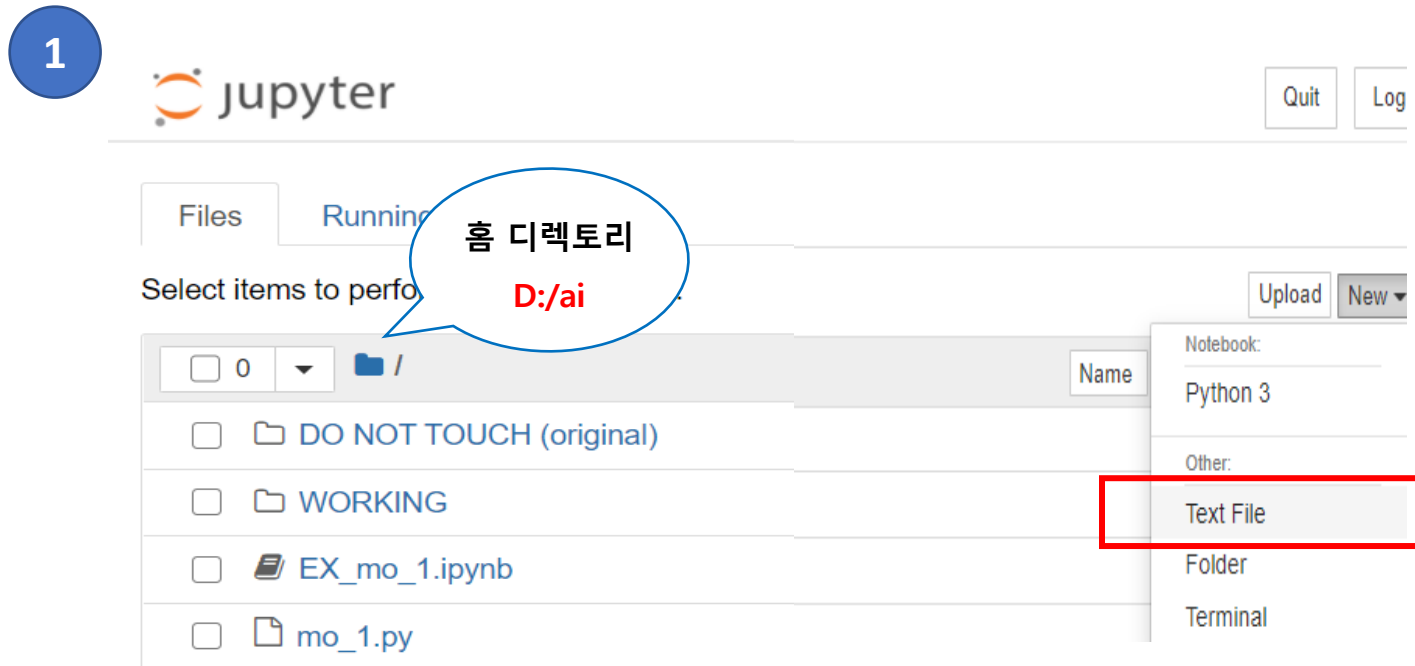 1
jupyter
Quit
Log
Files
Running
홈 디렉토리
D:/ai
Select items to perfo
Upload
New
0
/
Name
DO NOT TOUCH (original)
WORKING
EX_mo_1.ipynb
mo_1.py
Notebook:
Python 3
Other:
Text File
Folder
Terminal